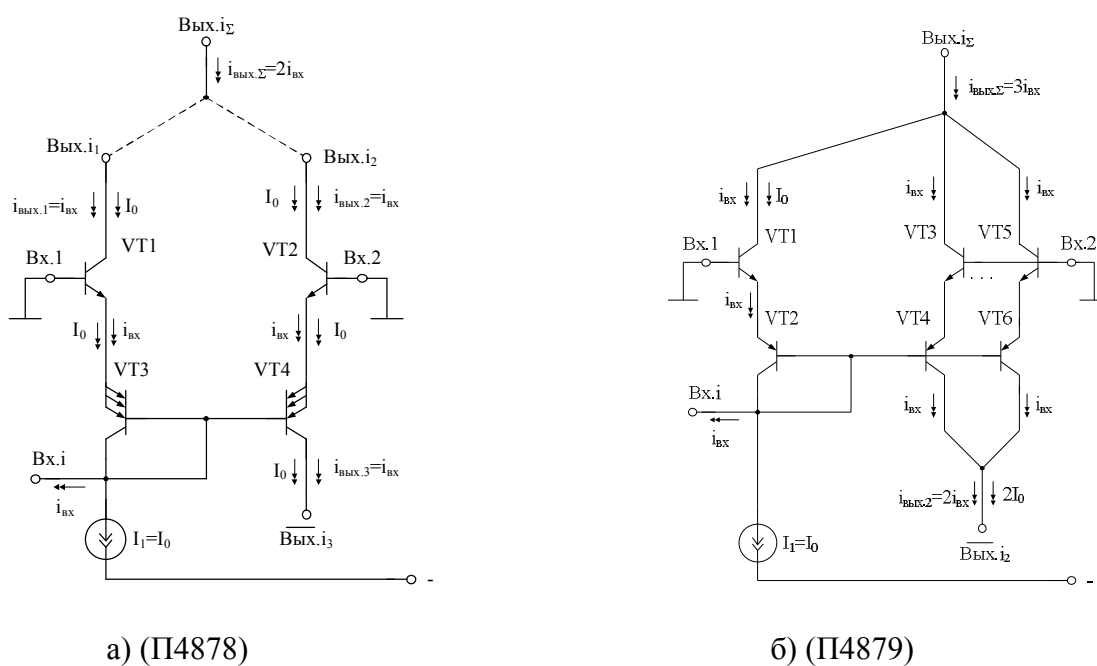 Вых.iΣ
iвых.Σ=2iвх
Вых.i1
Вых.i2
iвых.1=iвх
I0
I0
iвых.2=iвх
VT1
VT2
Вх.1
Вх.2
I0
iвх
iвх
I0
VT3
VT4
Вх.i
iвх
I0
iвых.3=iвх
I1=I0
Вых.i3
-
а) (П4878)
Вых.iΣ
iвых.Σ=3iвх
iвх
I0
iвх
iвх
VT1
VT3
VT5
Вх.1
Вх.2
. . .
iвх
VT2
VT4
VT6
Вх.i
iвх
iвх
iвх
iвых.2=2iвх
2I0
I1=I0
Вых.i2
-
б) (П4879)